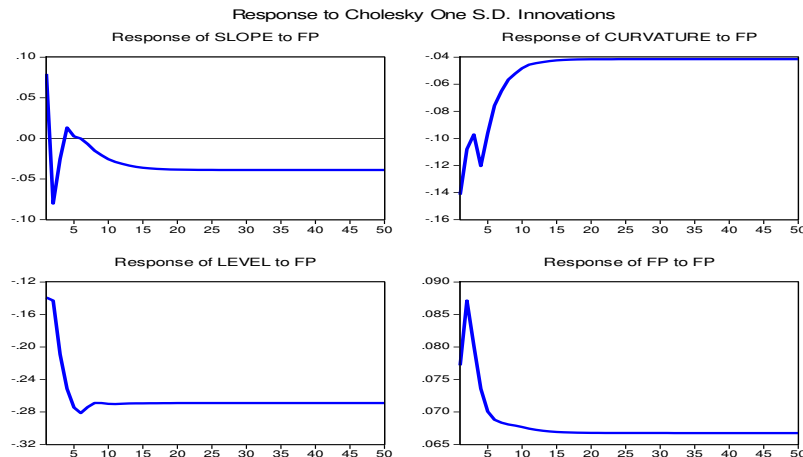 Response to Cholesky One S.D. Innovations
Response of SLOPE to FP
.10
.05
.00
-.05
-.10
5 10 15 20 25 30 35 40 45 50
Response of CURVATURE to FP
-.04
-.06
-.08
-.10
-.12
-.14
-.16
5 10 15 20 25 30 35 40 45 50
Response of LEVEL to FP
-.12
-.16
-.20
-.24
-.28
-.32
5 10 15 20 25 30 35 40 45 50
Response of FP to FP
.090
.085
.080
.075
.070
.065
5 10 15 20 25 30 35 40 45 50